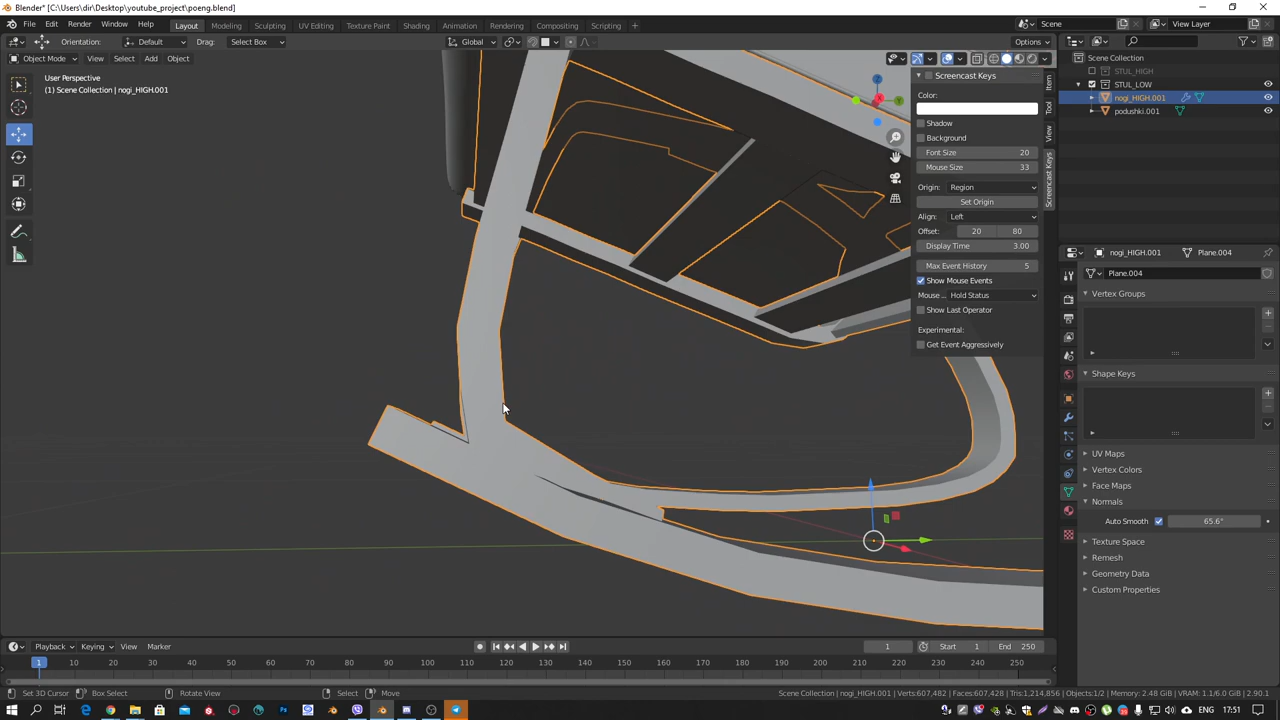 Blender* [C:\Users\dir\Desktop\youtube_project\poeng.blend]
File Edit Render Window Help Layout Modeling Sculpting UV Editing Texture Paint Shading Animation Rendering Compositing Scripting + Scene View Layer
Orientation: Default Drag: Select Box Global Options
Object Mode View Select Add Object
User Perspective
(1) Scene Collection | nogi_HIGH.001
Screencast Keys
Color:
Shadow
Background
Font Size 20
Mouse Size 33
Origin: Region
Set Origin
Align: Left
Offset: 20 80
Display Time 3.00
Max Event History 5
Show Mouse Events
Mouse ... Hold Status
Show Last Operator
Experimental:
Get Event Aggressively
Item
Tool
View
Screencast Keys
Scene Collection
STUL_HIGH
STUL_LOW
nogi_HIGH.001
podushki.001
nogi_HIGH.001 Plane.004
Plane.004
Vertex Groups
Shape Keys
UV Maps
Vertex Colors
Face Maps
Normals
Auto Smooth 65.6°
Texture Space
Remesh
Geometry Data
Custom Properties
Playback Keying View Marker 1 Start 1 End 250
1 10 20 30 40 50 60 70 80 90 100 110 120 130 140 150 160 170 180 190 200 210 220 230 240 250
Set 3D Cursor Box Select Rotate View Select Move Scene Collection | nogi_HIGH.001 | Verts:607,482 | Faces:607,428 | Tris:1,214,856 | Objects:1/2 | Memory: 2.48 GiB | VRAM: 1.1/6.0 GiB | 2.90.1
ENG 17:51